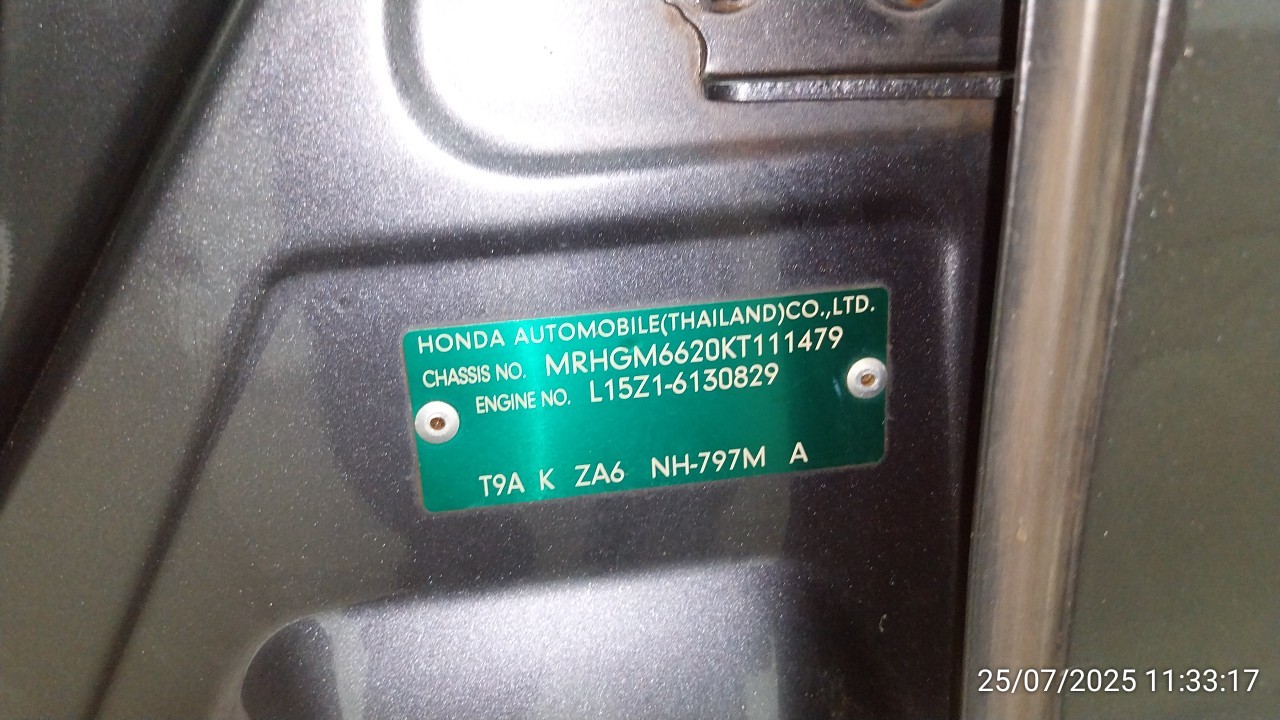 HONDA AUTOMOBILE(THAILAND)CO.,LTD.
CHASSIS NO. MRHGM6620KT111479
ENGINE NO. L15Z1-6130829
T9A K ZA6 NH-797M A
25/07/2025 11:33:17